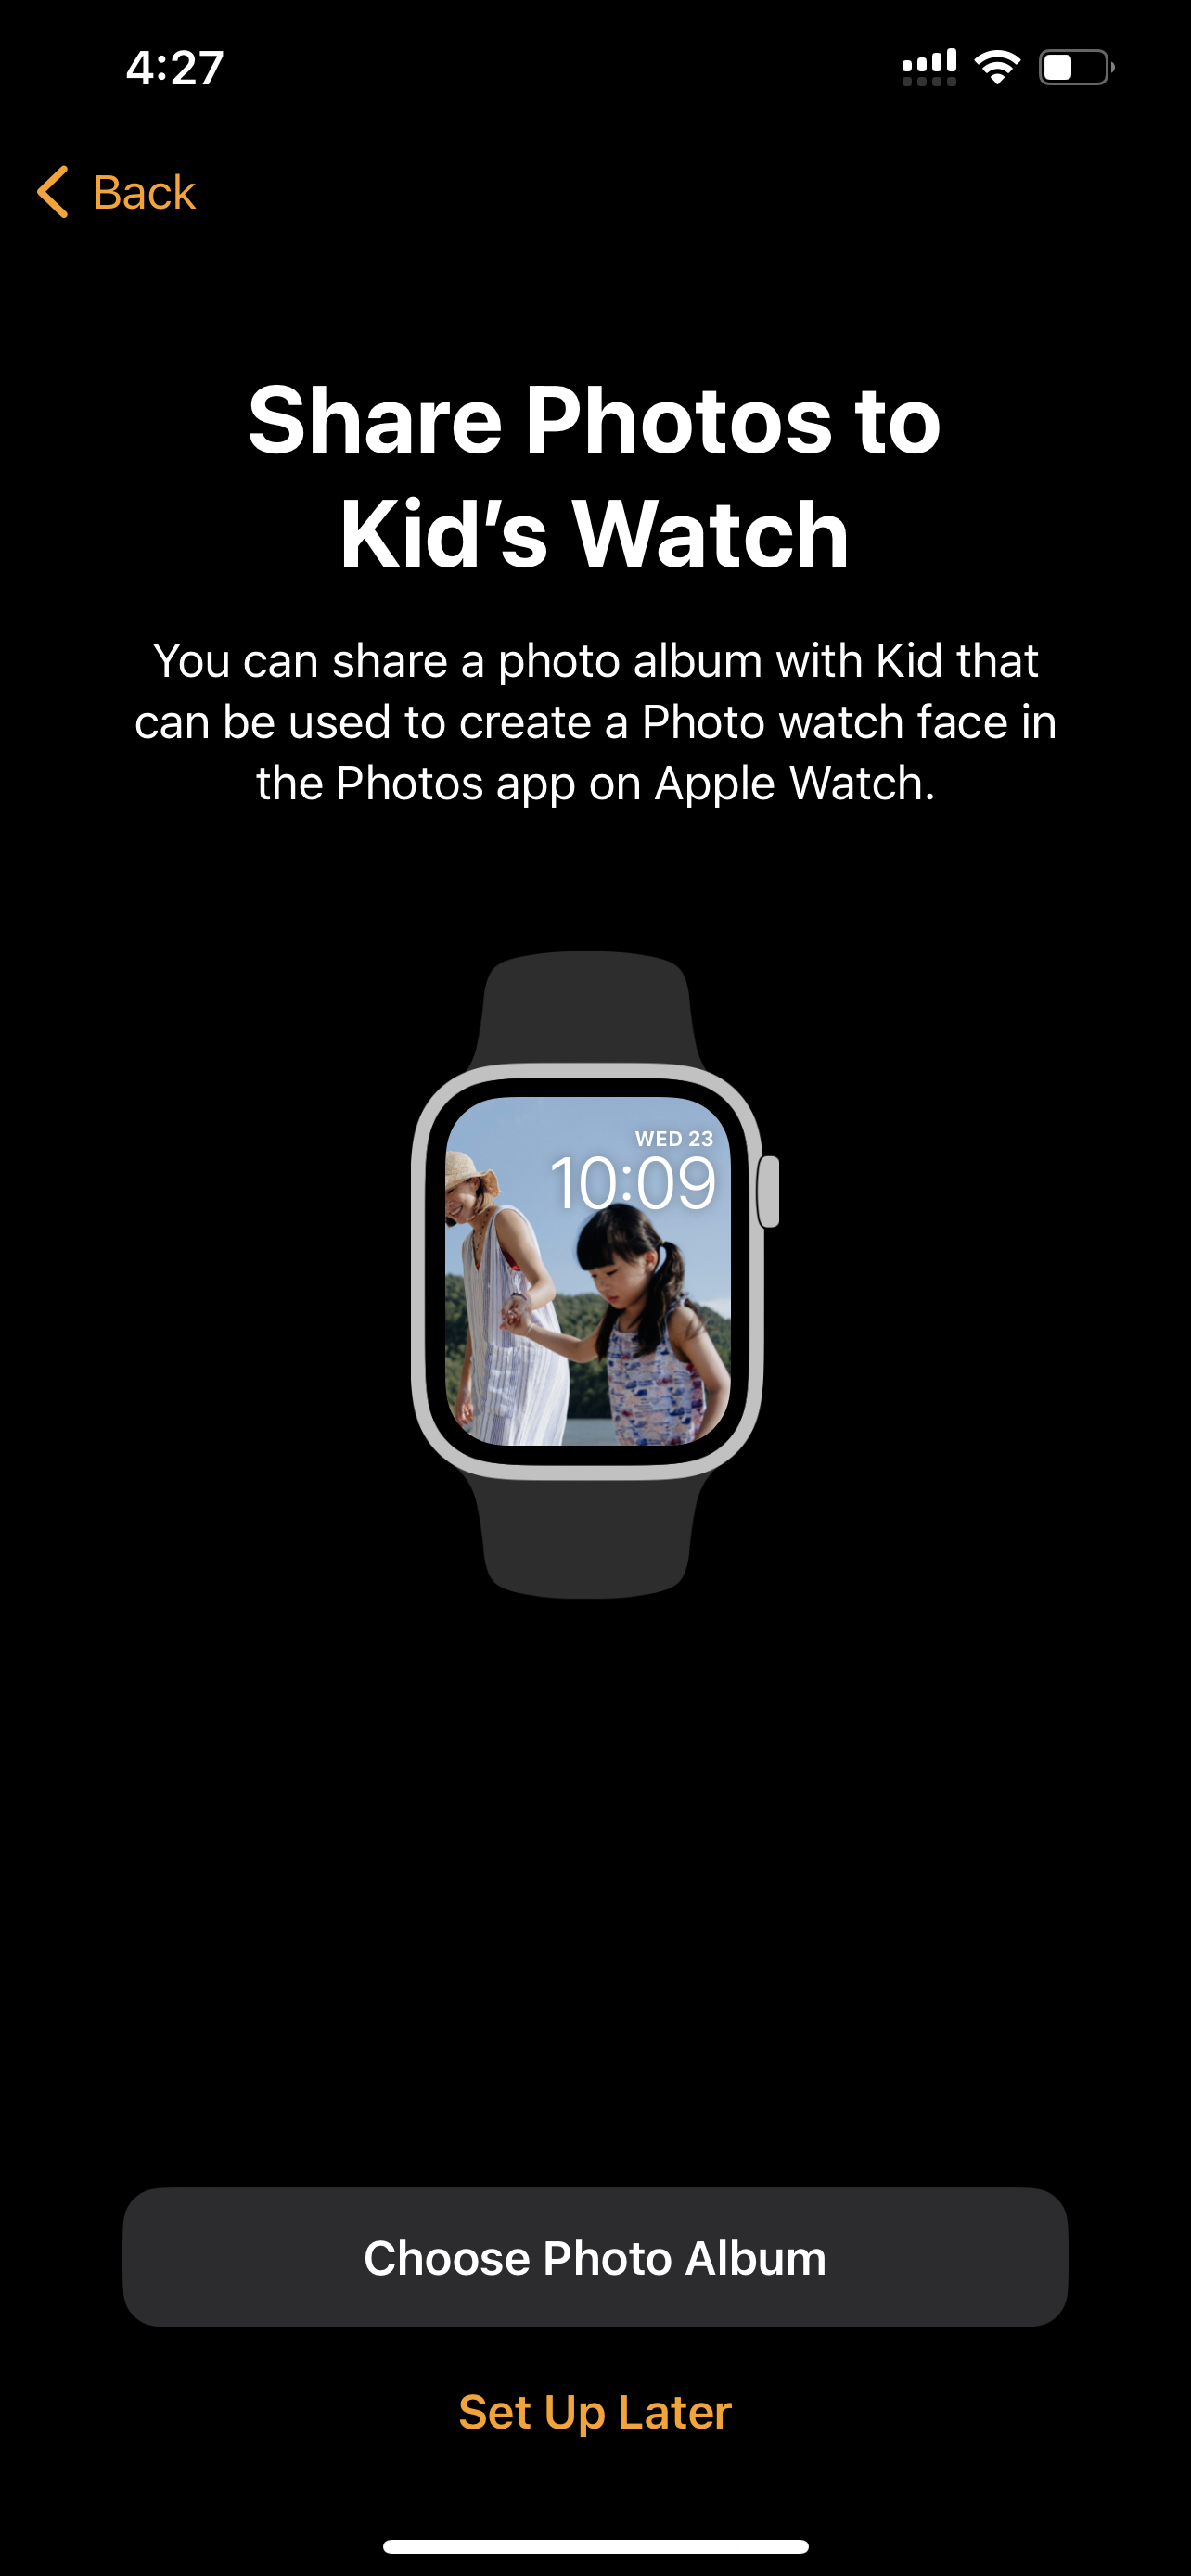 4:27
Back
Share Photos to
Kid’s Watch
You can share a photo album with Kid that
can be used to create a Photo watch face in
the Photos app on Apple Watch.
WED 23
10:09
Choose Photo Album
Set Up Later